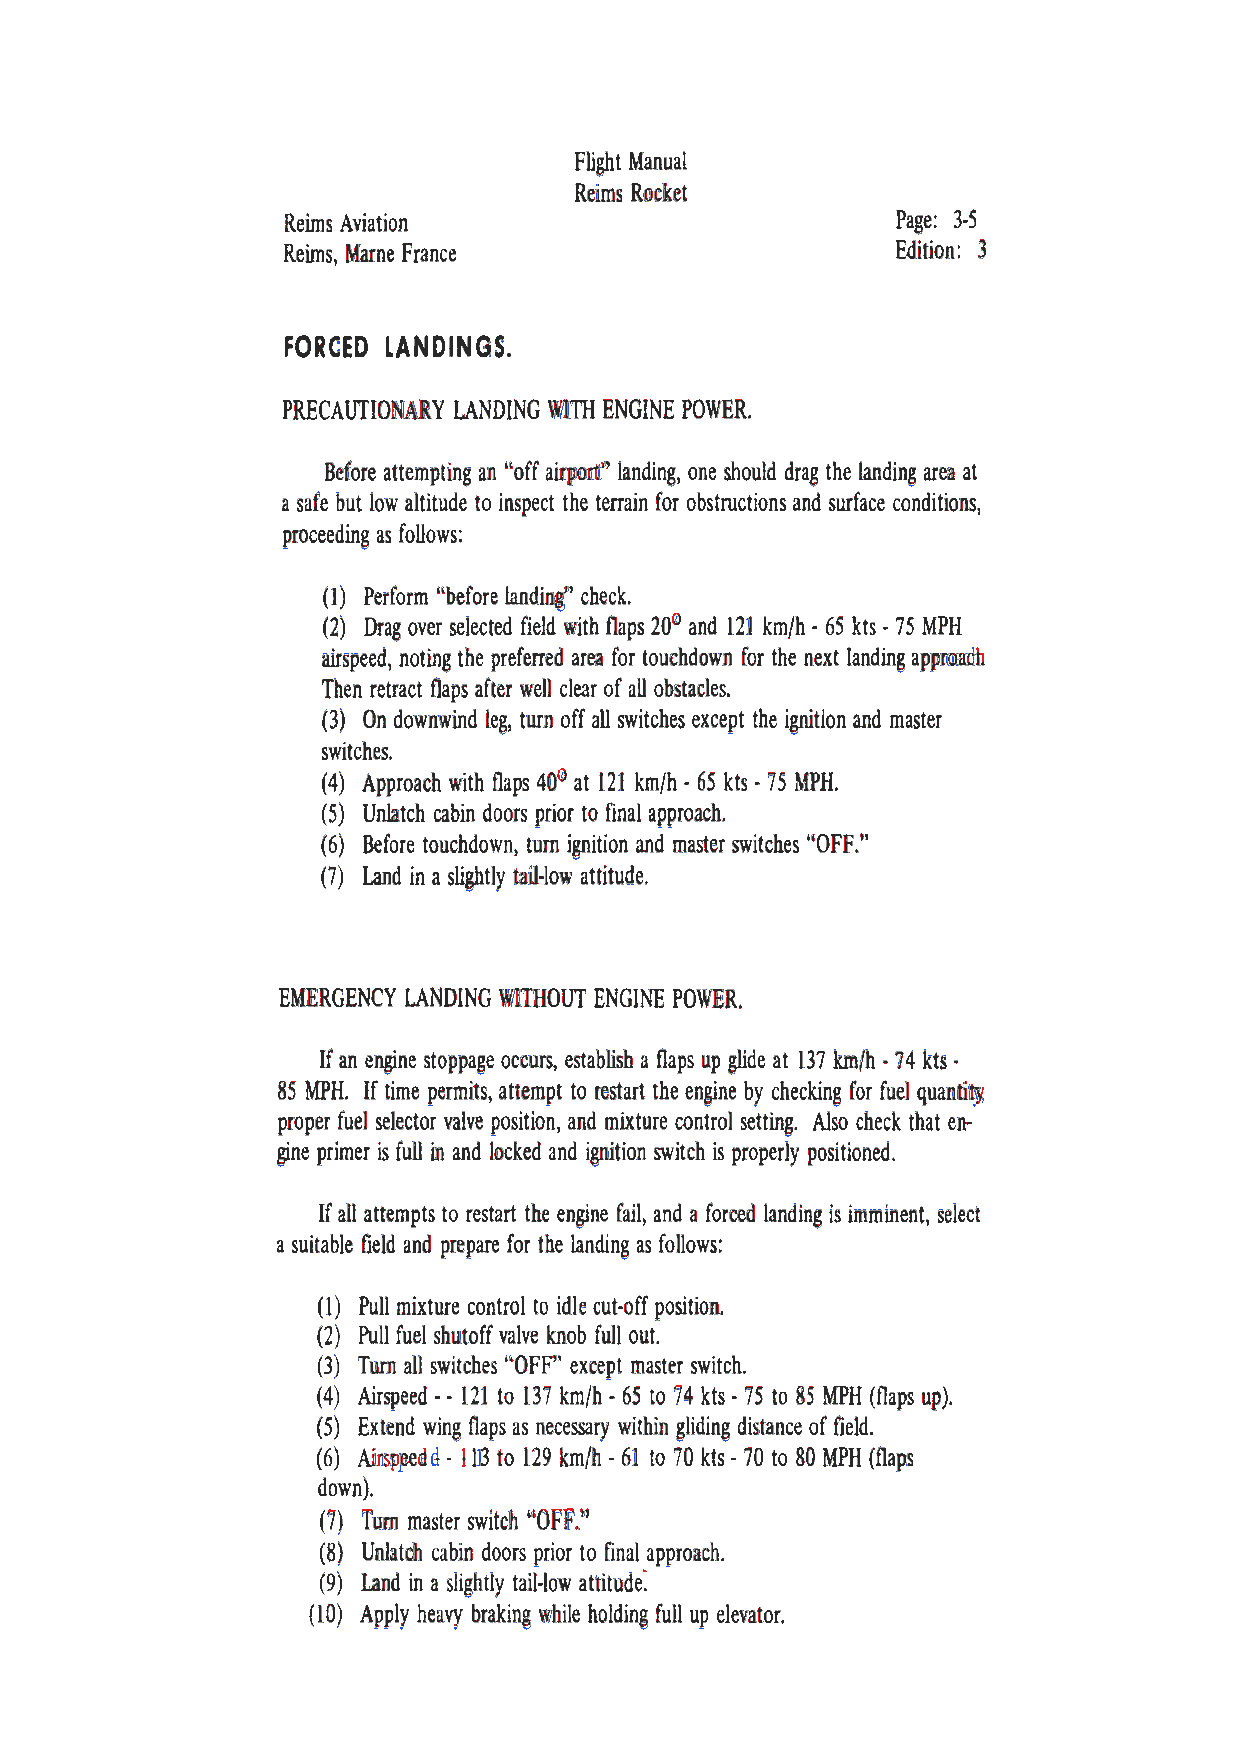 Flight Manual
Reims Rocket
Reims Aviation Page: 3-5
Reims, Marne France Edition: 3
FORCED LANDINGS.
PRECAUTIONARY LANDING WITH ENGINE POWER.
Before attempting an “off airport” landing, one should drag the landing area at
a safe but low altitude to inspect the terrain for obstructions and surface conditions,
proceeding as follows:
(1) Perform “before landing” check.
(2) Drag over selected field with flaps 20° and 121 km/h - 65 kts - 75 MPH
airspeed, noting the preferred area for touchdown for the next landing approach
Then retract flaps after well clear of all obstacles.
(3) On downwind leg, turn off all switches except the ignition and master
switches.
(4) Approach with flaps 40° at 121 km/h - 65 kts - 75 MPH.
(5) Unlatch cabin doors prior to final approach.
(6) Before touchdown, turn ignition and master switches “OFF.”
(7) Land in a slightly tail-low attitude.
EMERGENCY LANDING WITHOUT ENGINE POWER.
If an engine stoppage occurs, establish a flaps up glide at 137 km/h - 74 kts -
85 MPH. If time permits, attempt to restart the engine by checking for fuel quantity,
proper fuel selector valve position, and mixture control setting. Also check that en-
gine primer is full in and locked and ignition switch is properly positioned.
If all attempts to restart the engine fail, and a forced landing is imminent, select
a suitable field and prepare for the landing as follows:
(1) Pull mixture control to idle cut-off position.
(2) Pull fuel shutoff valve knob full out.
(3) Turn all switches “OFF” except master switch.
(4) Airspeed - - 121 to 137 km/h - 65 to 74 kts - 75 to 85 MPH (flaps up).
(5) Extend wing flaps as necessary within gliding distance of field.
(6) Airspeed d - 113 to 129 km/h - 61 to 70 kts - 70 to 80 MPH (flaps
down).
(7) Turn master switch “OFF.”
(8) Unlatch cabin doors prior to final approach.
(9) Land in a slightly tail-low attitude.
(10) Apply heavy braking while holding full up elevator.